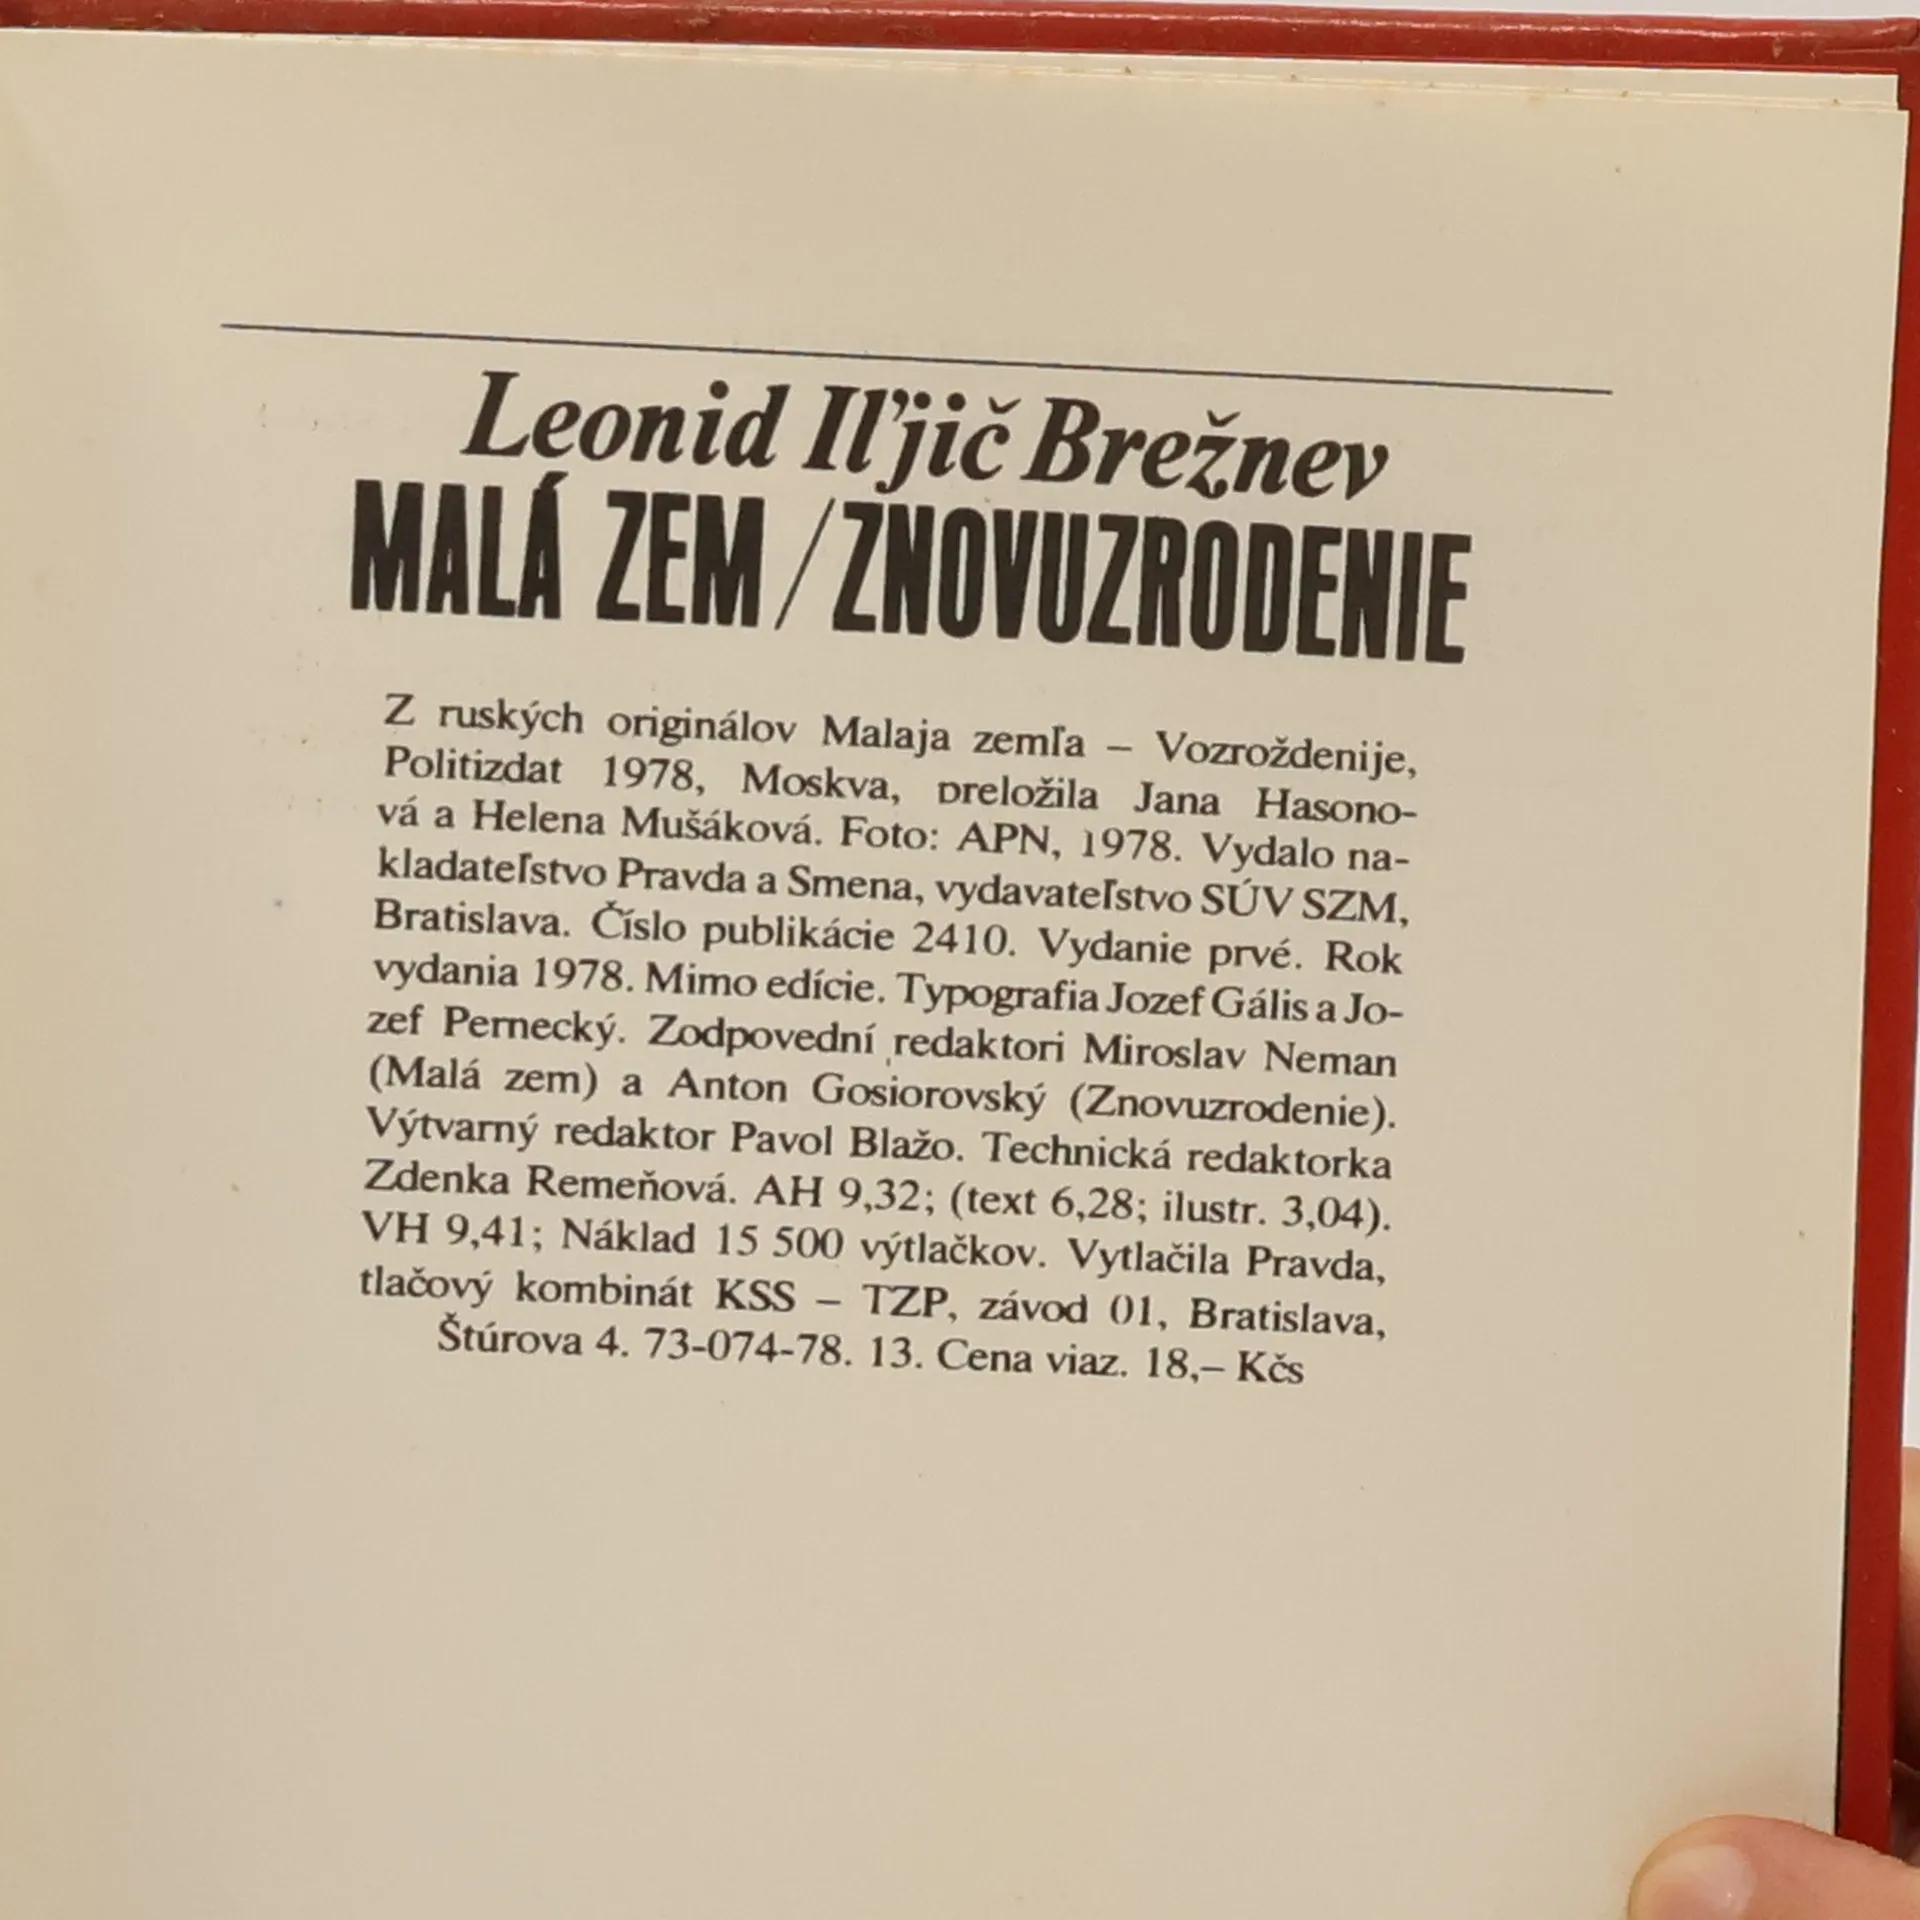 Leonid Iľjič Brežnev
MALÁ ZEM / ZNOVUZRODENIE
Z ruských originálov Malaja zemľa – Vozroždenije,
Politizdat 1978, Moskva, preložila Jana Hasono-
vá a Helena Mušáková. Foto: APN, 1978. Vydalo na-
kladateľstvo Pravda a Smena, vydavateľstvo SÚV SZM,
Bratislava. Číslo publikácie 2410. Vydanie prvé. Rok
vydania 1978. Mimo edície. Typografia Jozef Gális a Jo-
zef Pernecký. Zodpovední redaktori Miroslav Neman
(Malá zem) a Anton Gosiorovský (Znovuzrodenie).
Výtvarný redaktor Pavol Blažo. Technická redaktorka
Zdenka Remeňová. AH 9,32; (text 6,28; ilustr. 3,04).
VH 9,41; Náklad 15 500 výtlačkov. Vytlačila Pravda,
tlačový kombinát KSS – TZP, závod 01, Bratislava,
Štúrova 4. 73-074-78. 13. Cena viaz. 18,– Kčs